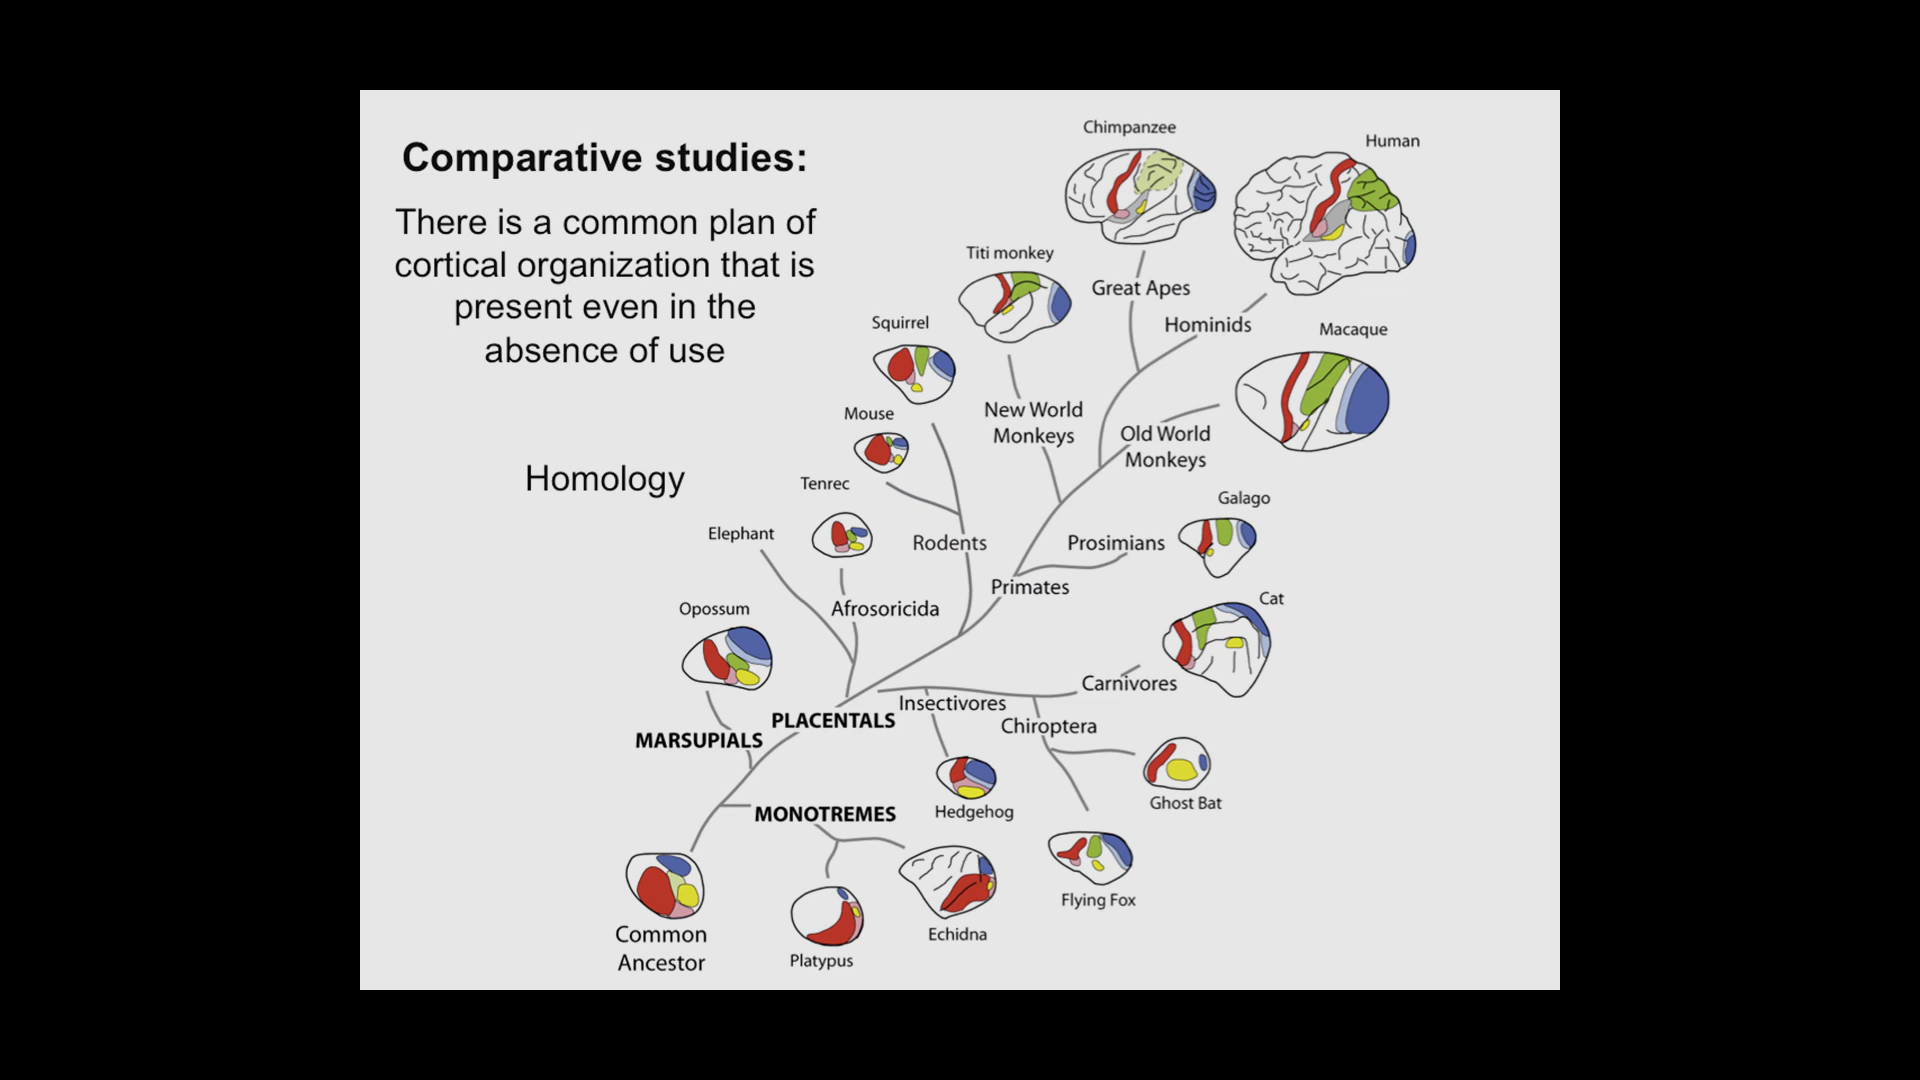 Comparative studies:
There is a common plan of
cortical organization that is
present even in the
absence of use
Homology
Chimpanzee
Human
Titi monkey
Great Apes
Hominids
Squirrel
Macaque
Mouse
New World
Monkeys
Old World
Monkeys
Tenrec
Galago
Elephant
Rodents
Prosimians
Primates
Opossum
Afrosoricida
Cat
Carnivores
Insectivores
PLACENTALS
Chiroptera
MARSUPIALS
Ghost Bat
MONOTREMES
Hedgehog
Flying Fox
Common
Ancestor
Echidna
Platypus